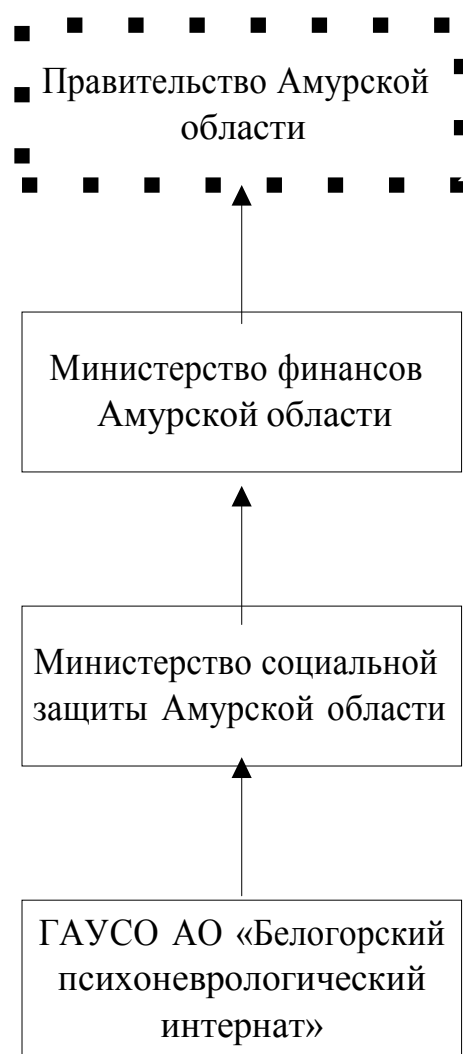 Правительство Амурской
области
Министерство финансов
Амурской области
Министерство социальной
защиты Амурской области
ГАУСО АО «Белогорский
психоневрологический
интернат»